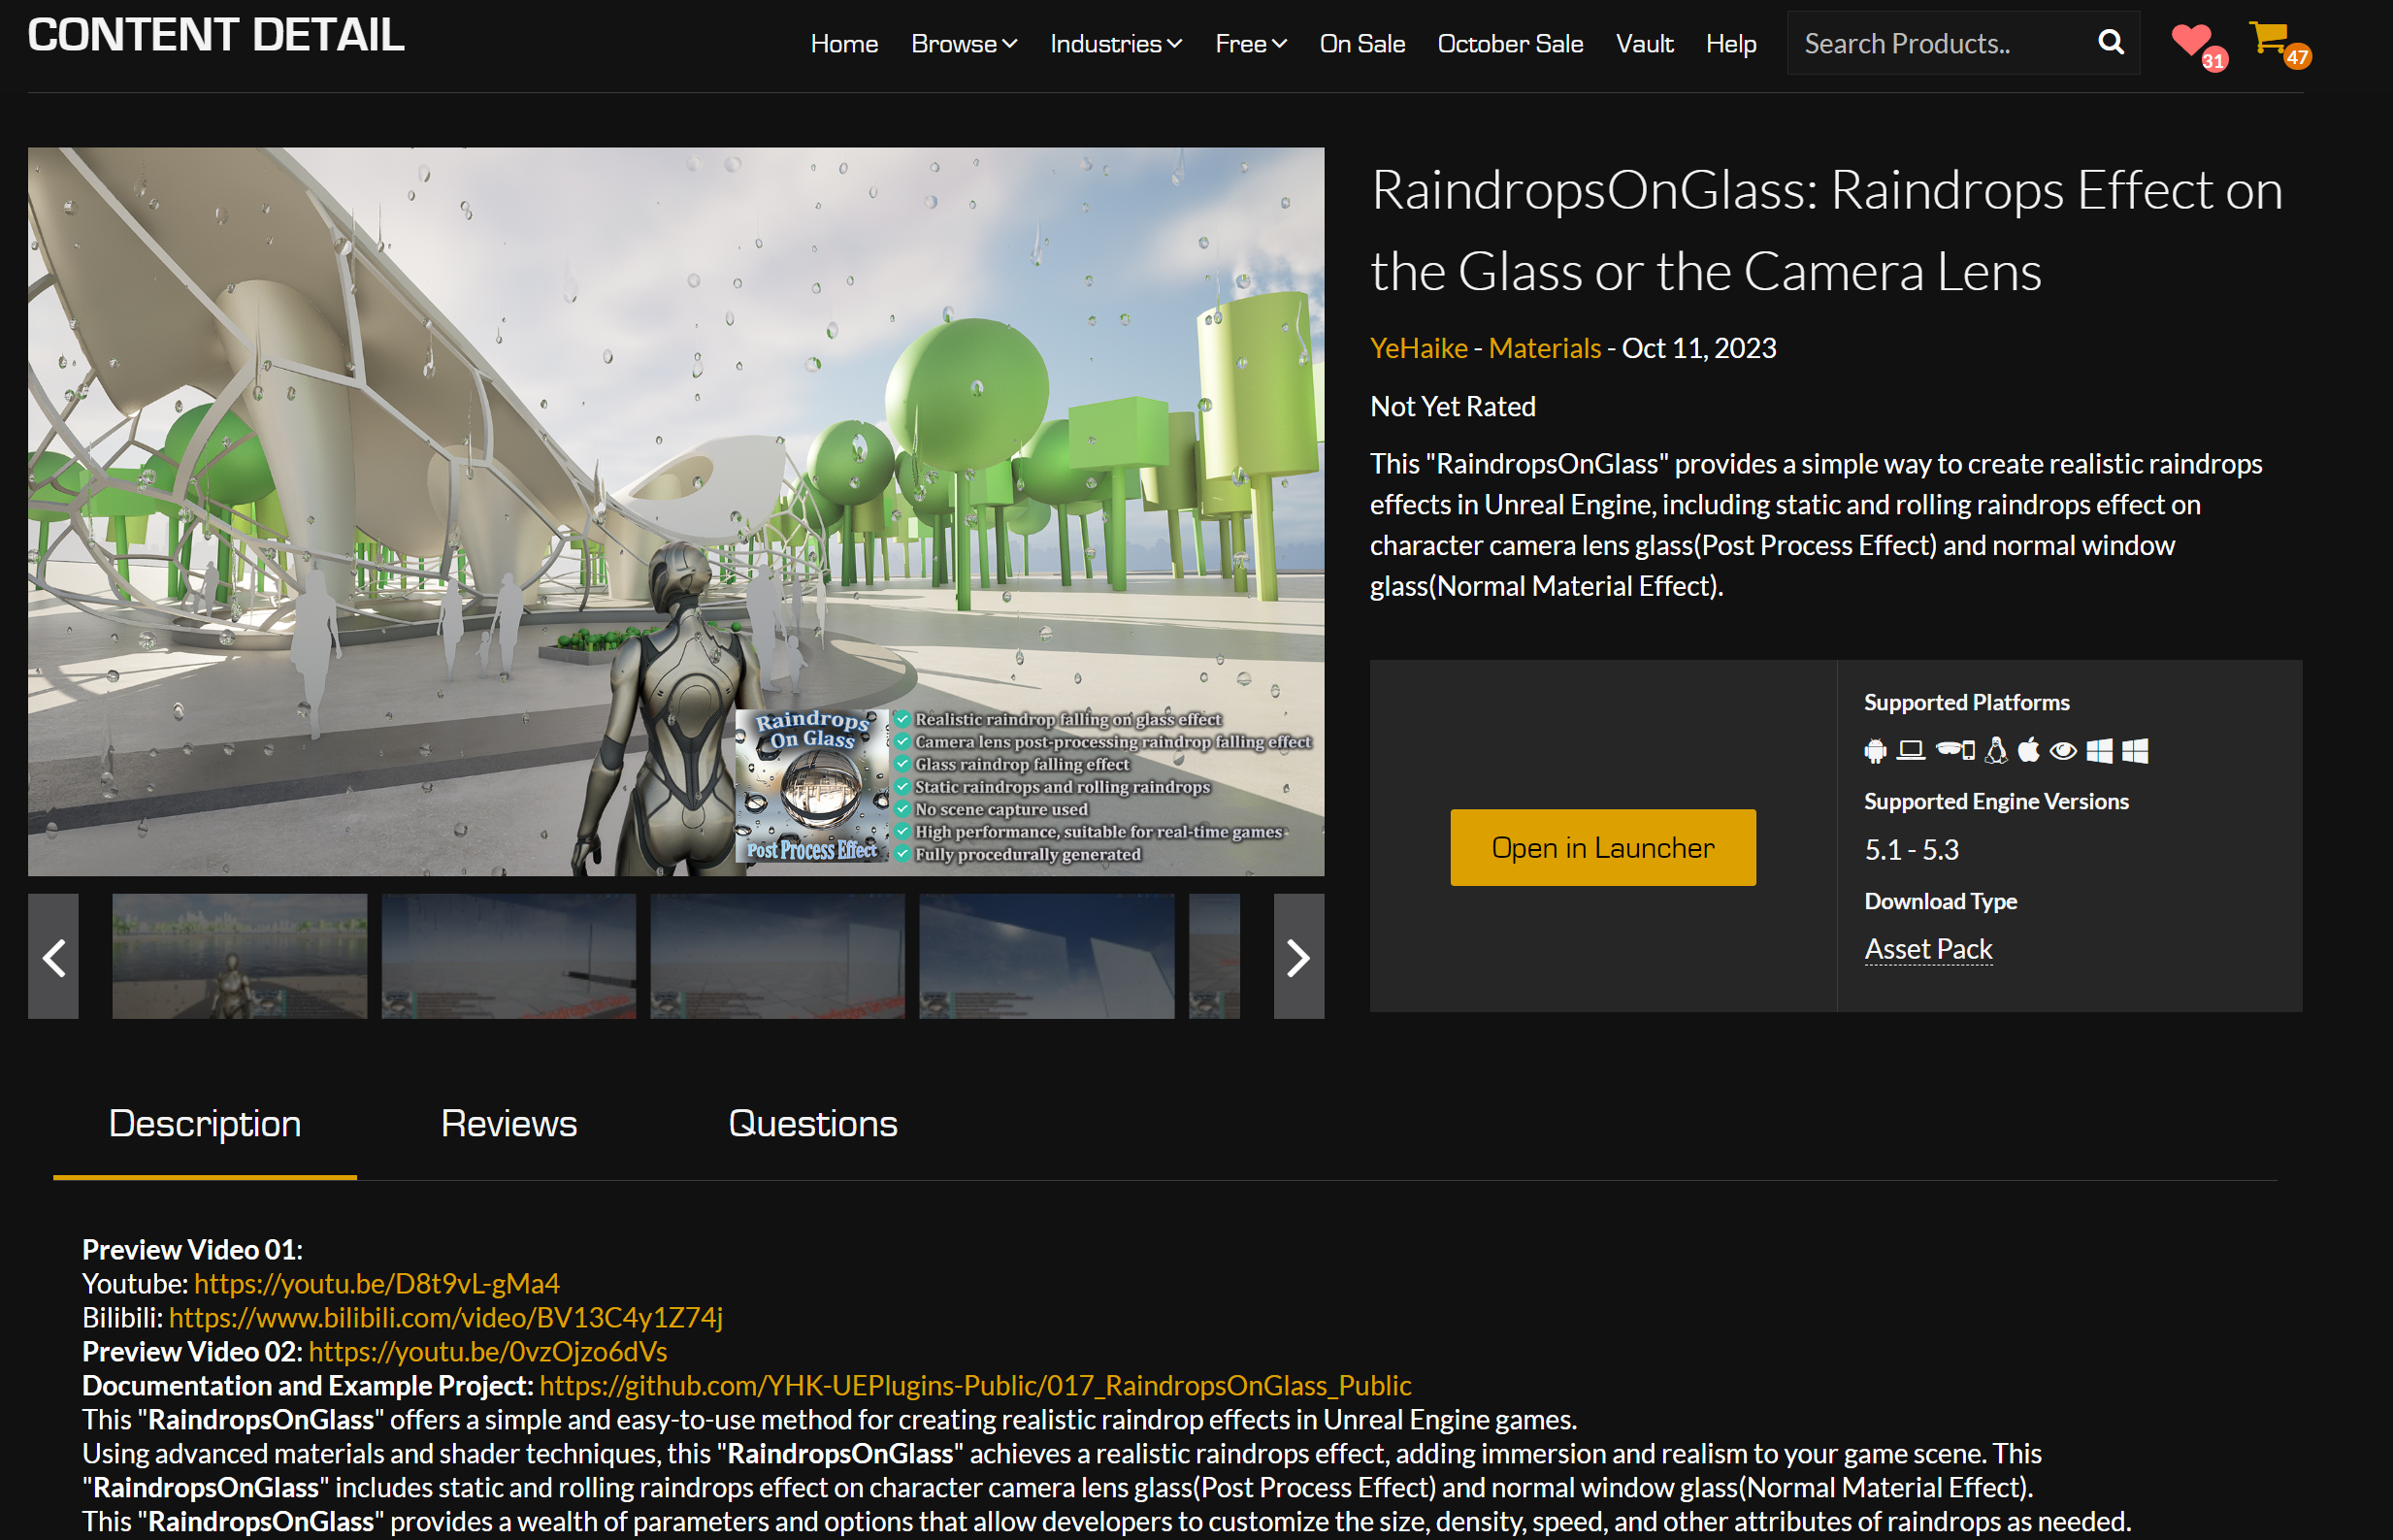 CONTENT DETAIL
Home Browse Industries Free On Sale October Sale Vault Help Search Products.. 31 47
RaindropsOnGlass: Raindrops Effect on
the Glass or the Camera Lens
YeHaike - Materials - Oct 11, 2023
Not Yet Rated
This "RaindropsOnGlass" provides a simple way to create realistic raindrops
effects in Unreal Engine, including static and rolling raindrops effect on
character camera lens glass(Post Process Effect) and normal window
glass(Normal Material Effect).
Raindrops
On Glass
Post Process Effect
Realistic raindrop falling on glass effect
Camera lens post-processing raindrop falling effect
Glass raindrop falling effect
Static raindrops and rolling raindrops
No scene capture used
High performance, suitable for real-time games
Fully procedurally generated
Open in Launcher
Supported Platforms
Supported Engine Versions
5.1 - 5.3
Download Type
Asset Pack
Description Reviews Questions
Preview Video 01:
Youtube: https://youtu.be/D8t9vL-gMa4
Bilibili: https://www.bilibili.com/video/BV13C4y1Z74j
Preview Video 02: https://youtu.be/0vzOjzo6dVs
Documentation and Example Project: https://github.com/YHK-UEPlugins-Public/017_RaindropsOnGlass_Public
This "RaindropsOnGlass" offers a simple and easy-to-use method for creating realistic raindrop effects in Unreal Engine games.
Using advanced materials and shader techniques, this "RaindropsOnGlass" achieves a realistic raindrops effect, adding immersion and realism to your game scene. This
"RaindropsOnGlass" includes static and rolling raindrops effect on character camera lens glass(Post Process Effect) and normal window glass(Normal Material Effect).
This "RaindropsOnGlass" provides a wealth of parameters and options that allow developers to customize the size, density, speed, and other attributes of raindrops as needed.